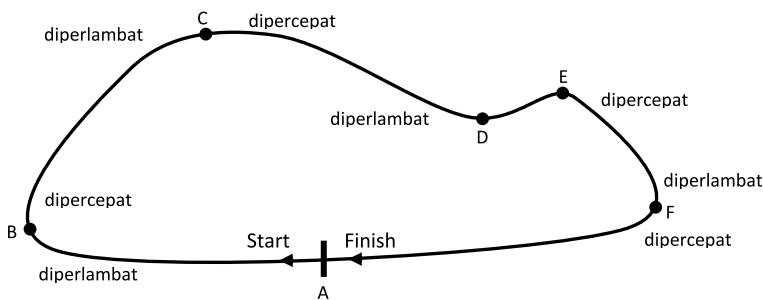 C
dipercepat
diperlambat
E
dipercepat
diperlambat
D
diperlambat
dipercepat
F
B
Start
Finish
dipercepat
diperlambat
A